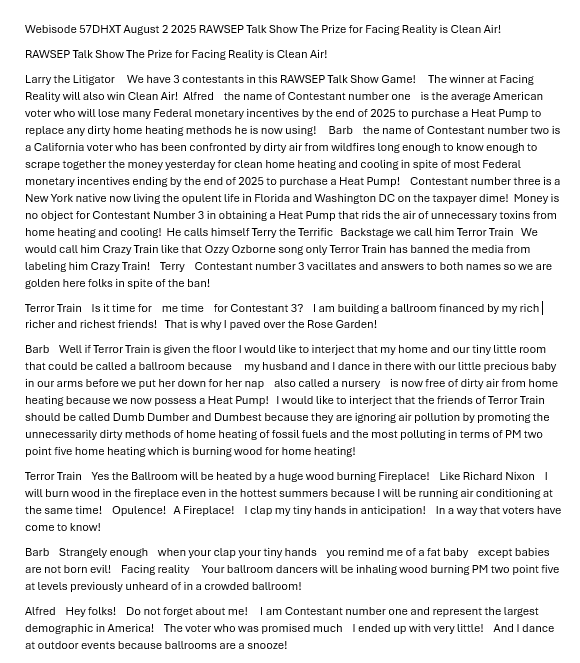 Webisode 57DHXT August 2 2025 RAWSEP Talk Show The Prize for Facing Reality is Clean Air!
RAWSEP Talk Show The Prize for Facing Reality is Clean Air!
Larry the Litigator    We have 3 contestants in this RAWSEP Talk Show Game!    The winner at Facing
Reality will also win Clean Air!  Alfred    the name of Contestant number one    is the average American
voter who will lose many Federal monetary incentives by the end of 2025 to purchase a Heat Pump to
replace any dirty home heating methods he is now using!    Barb    the name of Contestant number two is
a California voter who has been confronted by dirty air from wildfires long enough to know enough to
scrape together the money yesterday for clean home heating and cooling in spite of most Federal
monetary incentives ending by the end of 2025 to purchase a Heat Pump!    Contestant number three is a
New York native now living the opulent life in Florida and Washington DC on the taxpayer dime!  Money is
no object for Contestant Number 3 in obtaining a Heat Pump that rids the air of unnecessary toxins from
home heating and cooling!  He calls himself Terry the Terrific   Backstage we call him Terror Train   We
would call him Crazy Train like that Ozzy Ozborne song only Terror Train has banned the media from
labeling him Crazy Train!   Terry    Contestant number 3 vacillates and answers to both names so we are
golden here folks in spite of the ban!
Terror Train    Is it time for    me time    for Contestant 3?    I am building a ballroom financed by my rich
richer and richest friends!   That is why I paved over the Rose Garden!
Barb    Well if Terror Train is given the floor I would like to interject that my home and our tiny little room
that could be called a ballroom because     my husband and I dance in there with our little precious baby
in our arms before we put her down for her nap    also called a nursery    is now free of dirty air from home
heating because we now possess a Heat Pump!   I would like to interject that the friends of Terror Train
should be called Dumb Dumber and Dumbest because they are ignoring air pollution by promoting the
unnecessarily dirty methods of home heating of fossil fuels and the most polluting in terms of PM two
point five home heating which is burning wood for home heating!
Terror Train    Yes the Ballroom will be heated by a huge wood burning Fireplace!    Like Richard Nixon    I
will burn wood in the fireplace even in the hottest summers because I will be running air conditioning at
the same time!    Opulence!   A Fireplace!    I clap my tiny hands in anticipation!    In a way that voters have
come to know!
Barb    Strangely enough    when your clap your tiny hands    you remind me of a fat baby    except babies
are not born evil!    Facing reality     Your ballroom dancers will be inhaling wood burning PM two point five
at levels previously unheard of in a crowded ballroom!
Alfred    Hey folks!    Do not forget about me!     I am Contestant number one and represent the largest
demographic in America!    The voter who was promised much    I ended up with very little!    And I dance
at outdoor events because ballrooms are a snooze!